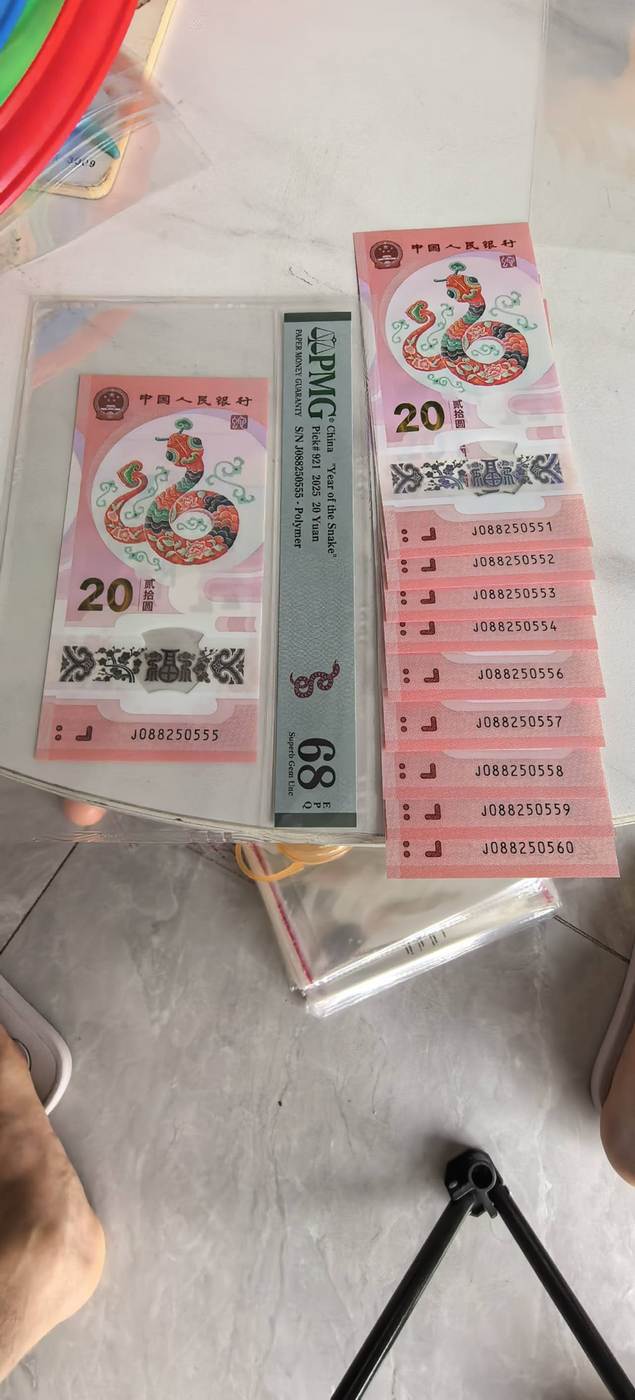 中国人民银行
20
贰拾圆
福
J088250555
PMG®
PAPER MONEY GUARANTY
China "Year of the Snake"
Pick# 921 2025 20 Yuan
S/N J088250555 - Polymer
68
EPQ
Superb Gem Unc
中国人民银行
20
贰拾圆
福
J088250551
J088250552
J088250553
J088250554
J088250556
J088250557
J088250558
J088250559
J088250560